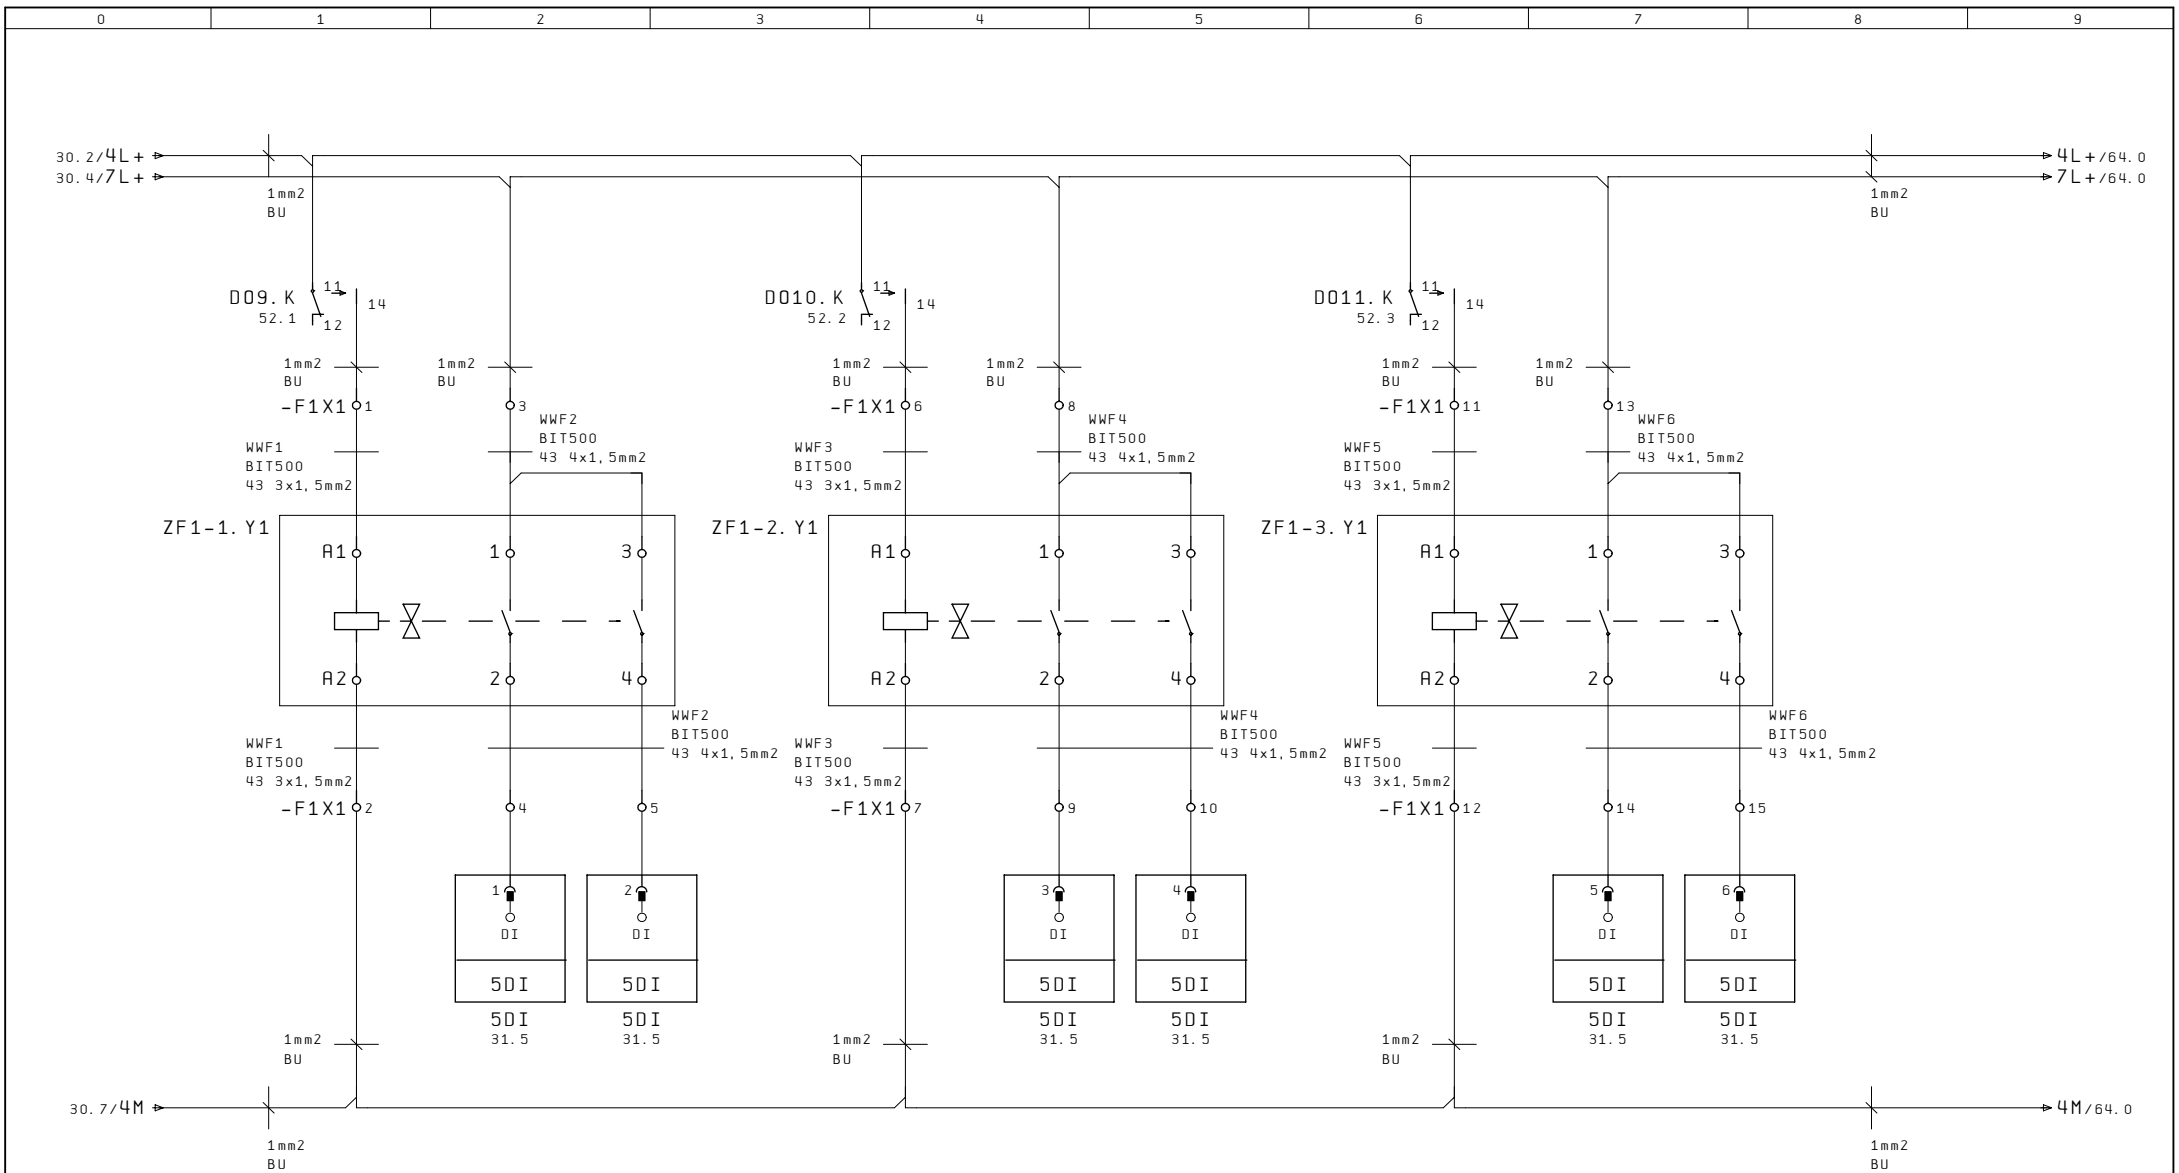 0 1 2 3 4 5 6 7 8 9
30.2/4L+ 4L+/64.0
30.4/7L+ 7L+/64.0
1mm2 1mm2
BU BU
DO9.K 11 14 DO10.K 11 14 DO11.K 11 14
52.1 12 52.2 12 52.3 12
1mm2 1mm2 1mm2 1mm2 1mm2 1mm2
BU BU BU BU BU BU
-F1X1 1 3 -F1X1 6 8 -F1X1 11 13
WWF2 WWF4 WWF6
BIT500 BIT500 BIT500
43 4x1,5mm2 43 4x1,5mm2 43 4x1,5mm2
WWF1 WWF3 WWF5
BIT500 BIT500 BIT500
43 3x1,5mm2 43 3x1,5mm2 43 3x1,5mm2
ZF1-1.Y1 ZF1-2.Y1 ZF1-3.Y1
A1 1 3 A1 1 3 A1 1 3
A2 2 4 A2 2 4 A2 2 4
WWF2 WWF4 WWF6
BIT500 BIT500 BIT500
43 4x1,5mm2 43 4x1,5mm2 43 4x1,5mm2
WWF1 WWF3 WWF5
BIT500 BIT500 BIT500
43 3x1,5mm2 43 3x1,5mm2 43 3x1,5mm2
-F1X1 2 4 5 -F1X1 7 9 10 -F1X1 12 14 15
1 2 3 4 5 6
DI DI DI DI DI DI
5DI 5DI 5DI 5DI 5DI 5DI
5DI 5DI 5DI 5DI 5DI 5DI
31.5 31.5 31.5 31.5 31.5 31.5
1mm2 1mm2 1mm2
BU BU BU
30.7/4M 4M/64.0
1mm2 1mm2
BU BU